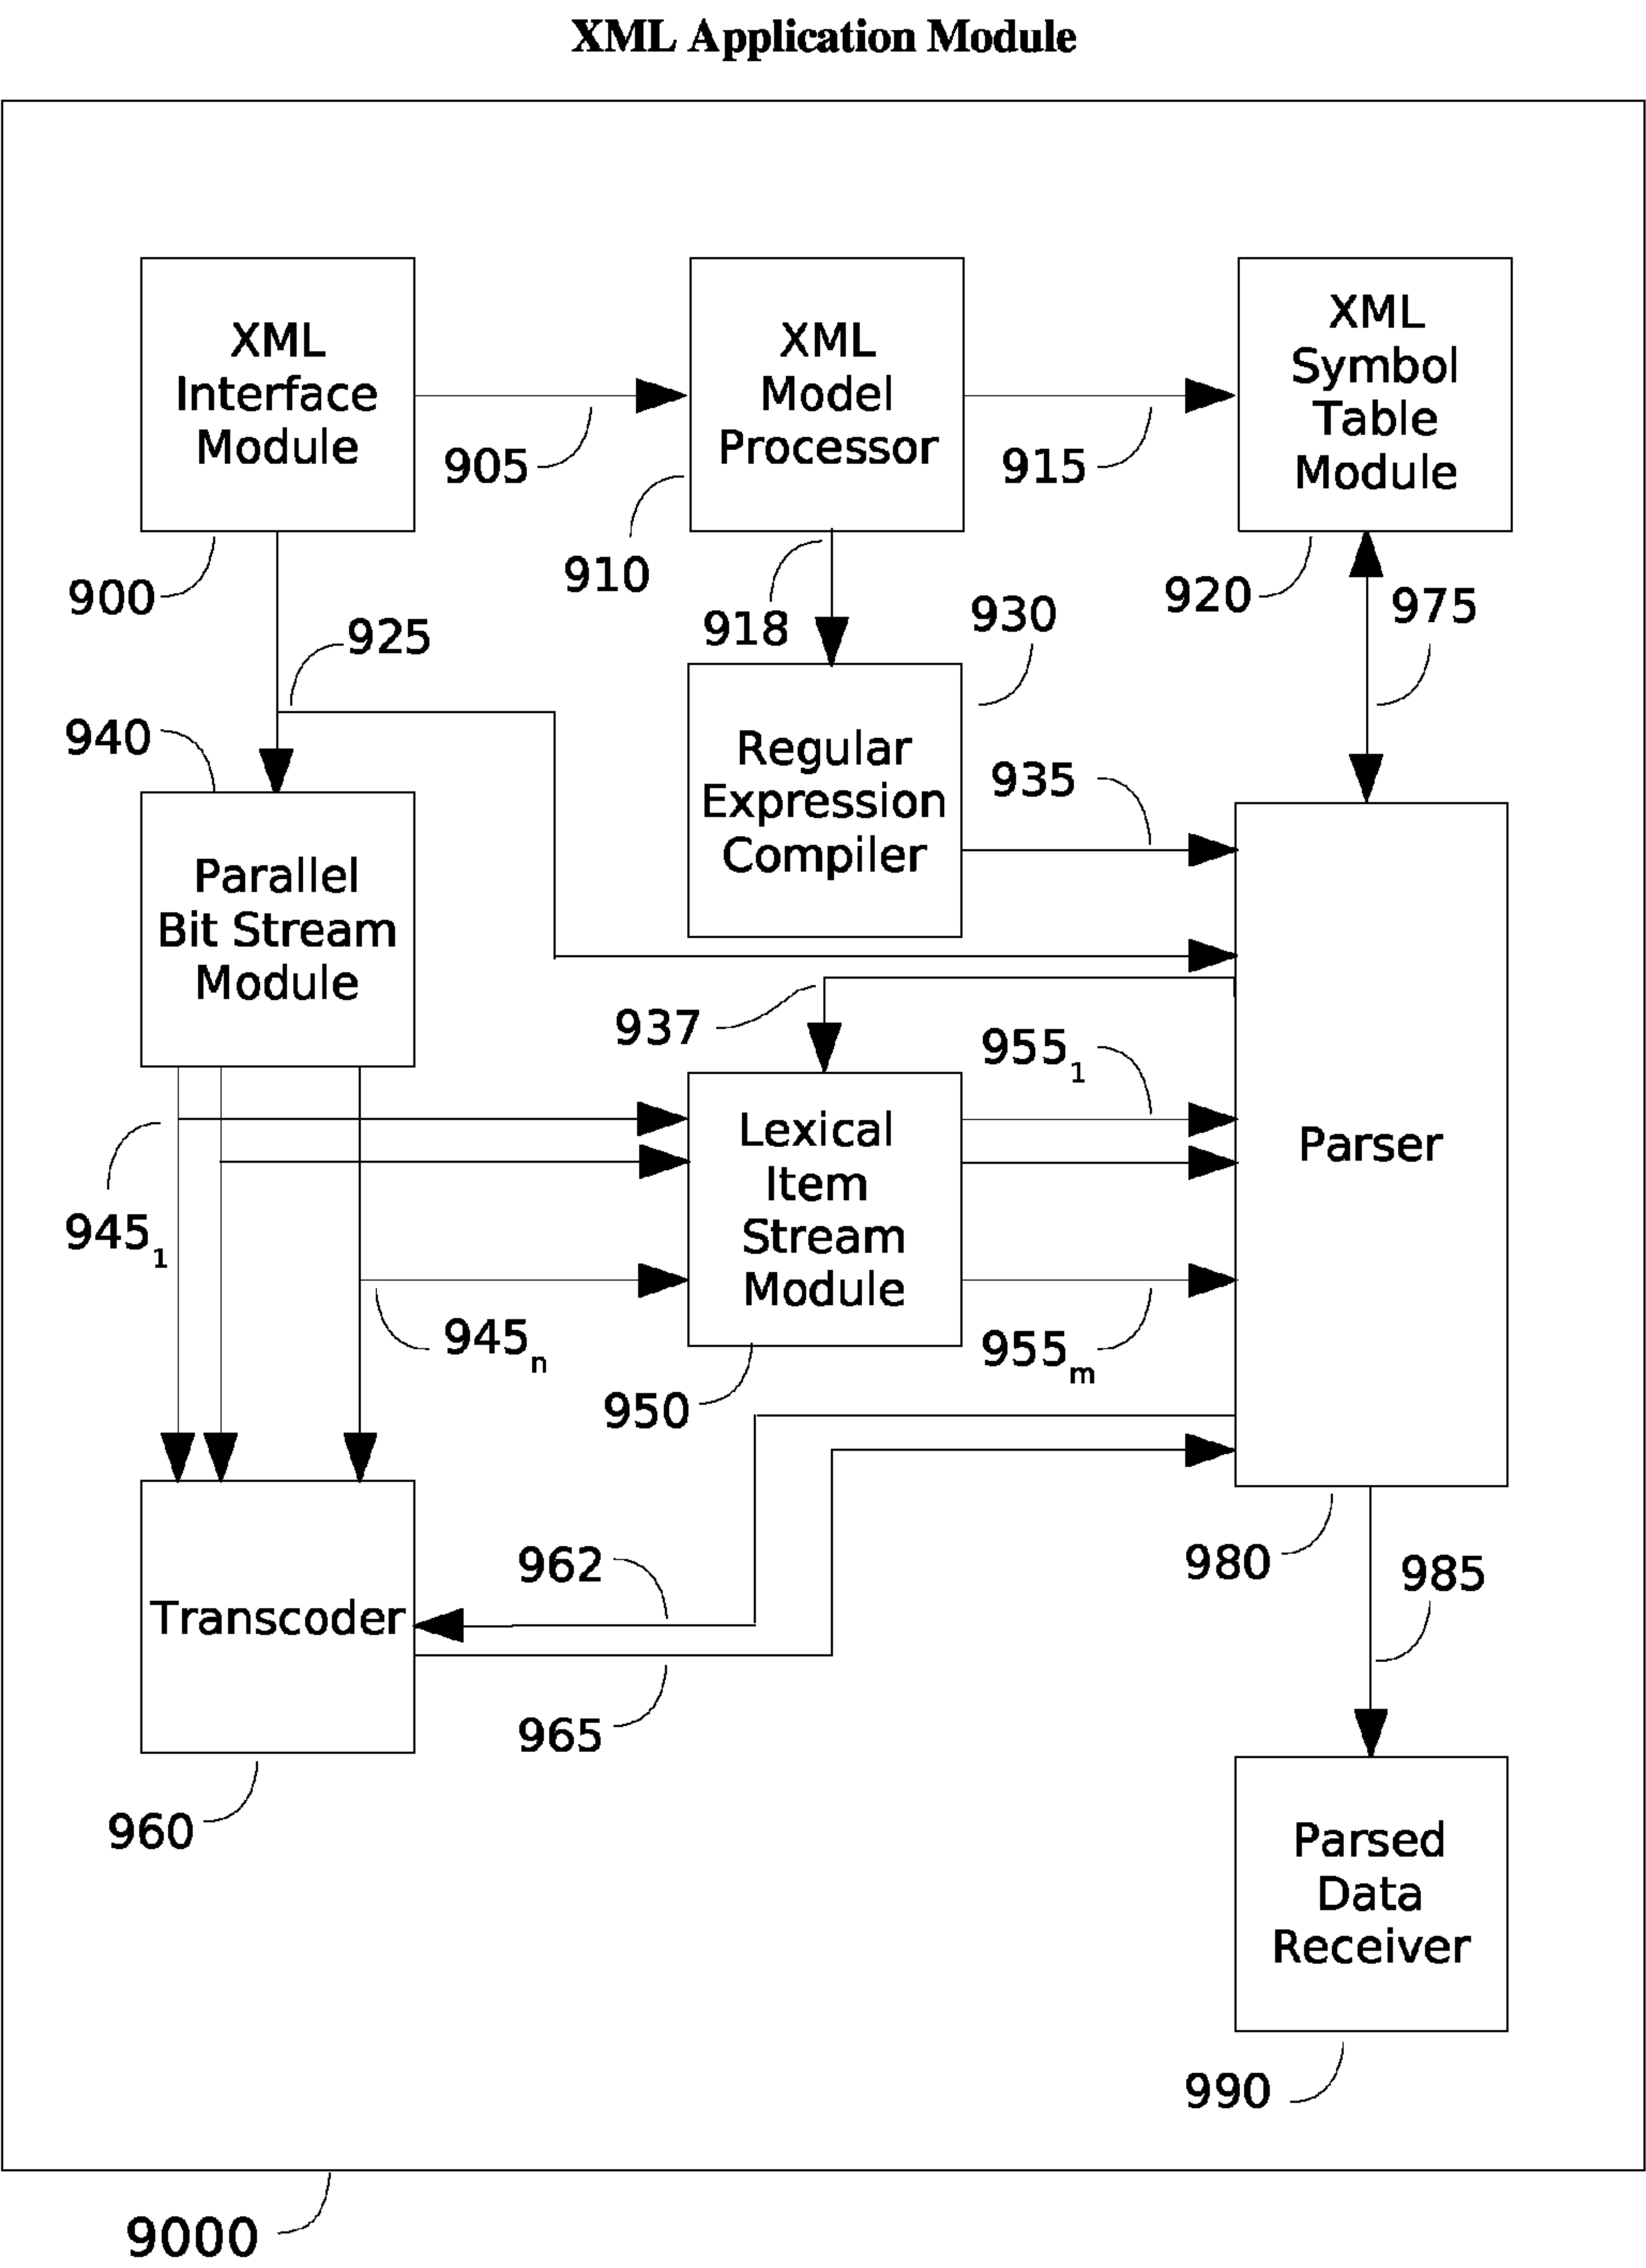 XML Application Module
XML
Interface
Module
XML
Model
Processor
XML
Symbol
Table
Module
905
915
900
910
918
930
920
975
925
940
Regular
Expression
Compiler
935
Parallel
Bit Stream
Module
937
955₁
Lexical
Item
Stream
Module
Parser
945₁
945ₙ
955ₘ
950
962
980
985
Transcoder
965
960
Parsed
Data
Receiver
990
9000